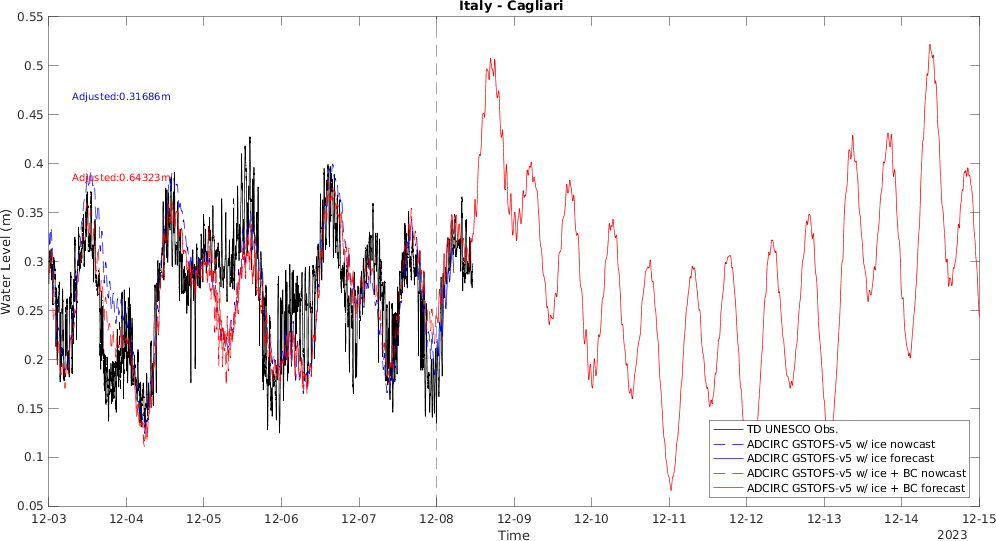 Italy - Cagliari
0.55
0.5
0.45
0.4
0.35
0.3
0.25
0.2
0.15
0.1
0.05
Water Level (m)
Adjusted:0.31686m
Adjusted:0.64323m
TD UNESCO Obs.
ADCIRC GSTOFS-v5 w/ ice nowcast
ADCIRC GSTOFS-v5 w/ ice forecast
ADCIRC GSTOFS-v5 w/ ice + BC nowcast
ADCIRC GSTOFS-v5 w/ ice + BC forecast
12-03 12-04 12-05 12-06 12-07 12-08 12-09 12-10 12-11 12-12 12-13 12-14 12-15
Time
2023